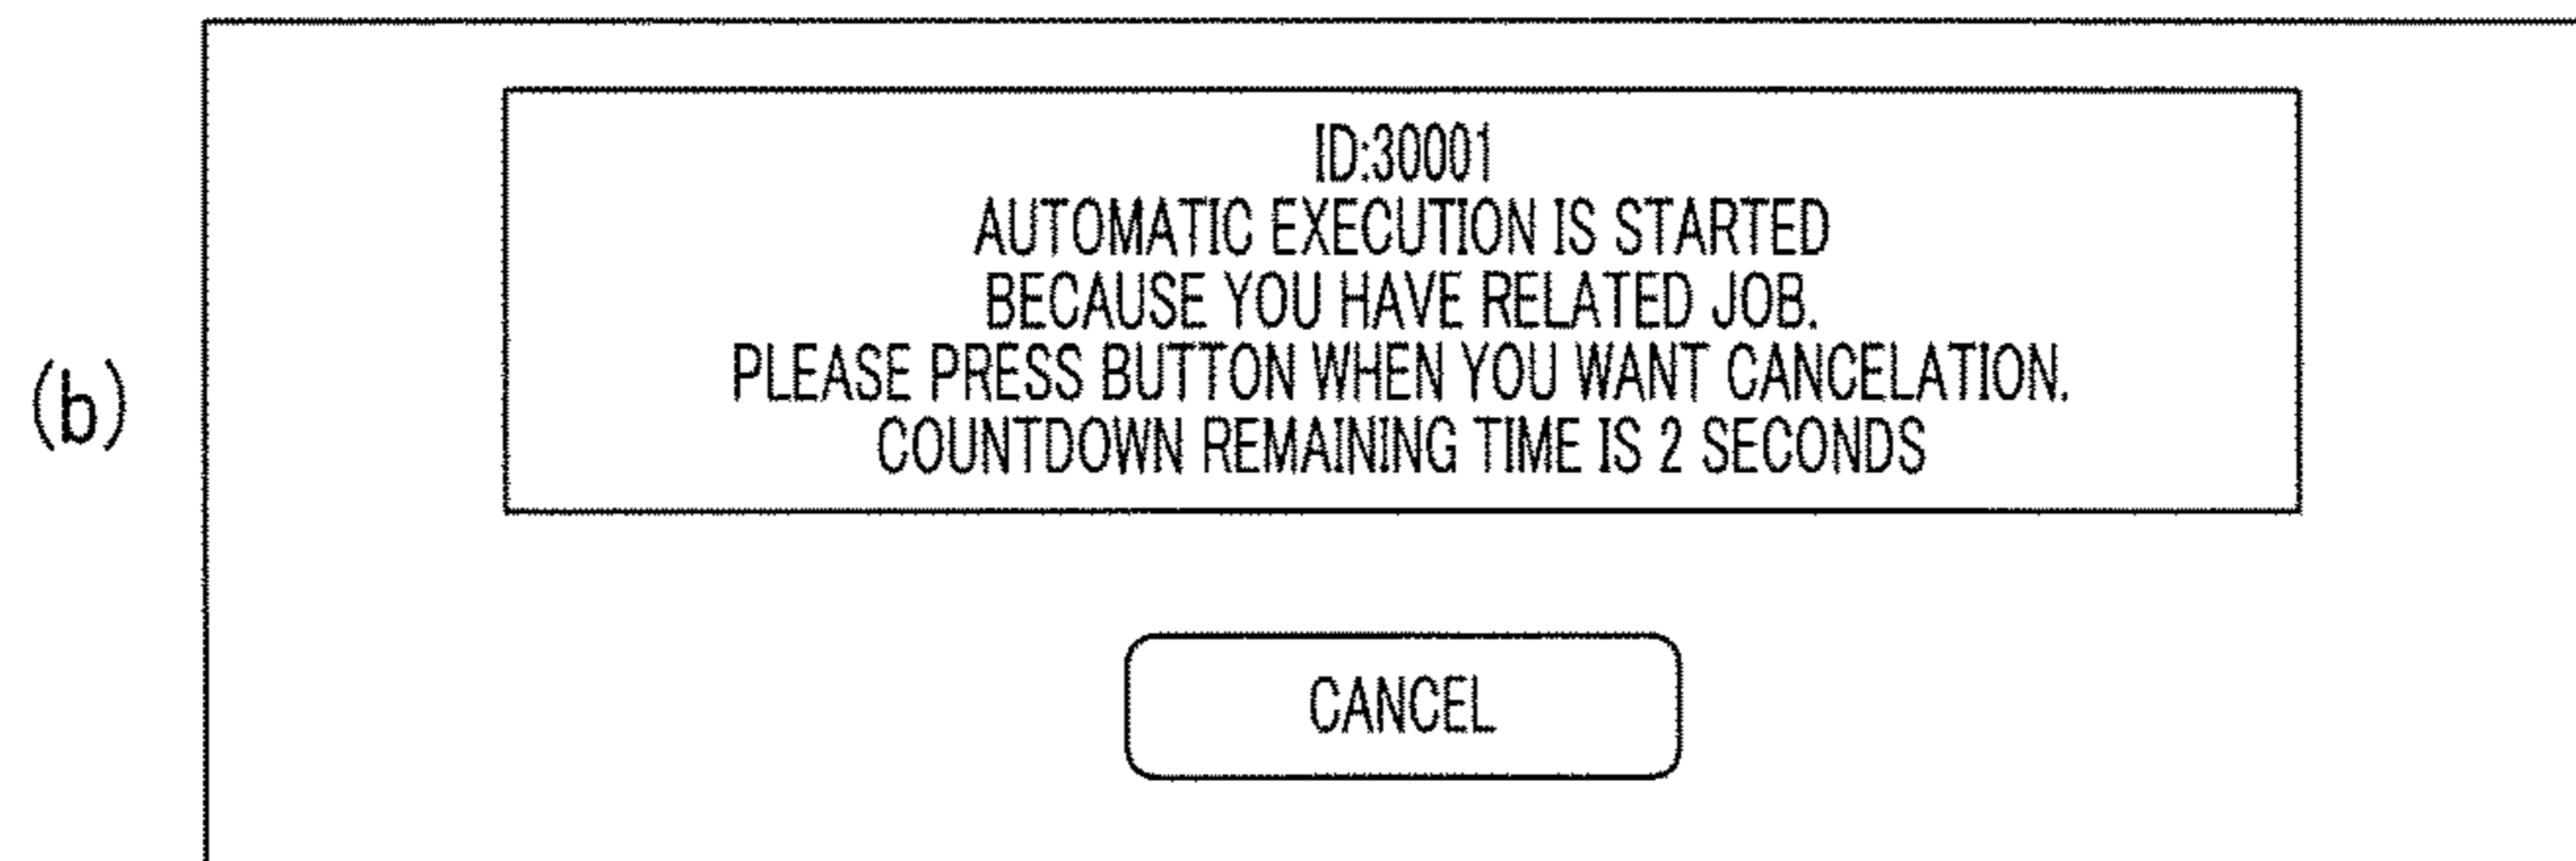 (b)
ID:30001
AUTOMATIC EXECUTION IS STARTED
BECAUSE YOU HAVE RELATED JOB.
PLEASE PRESS BUTTON WHEN YOU WANT CANCELATION.
COUNTDOWN REMAINING TIME IS 2 SECONDS
CANCEL